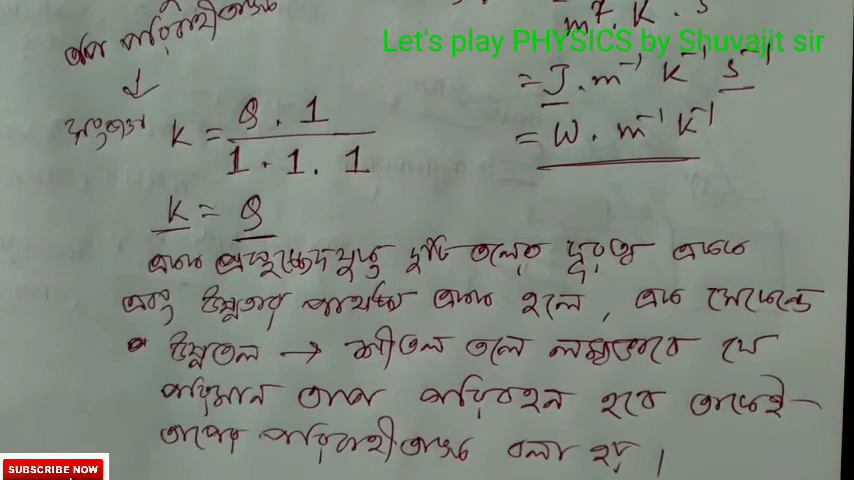 m². K . s
Let's play PHYSICS by Shuvajit sir
তাপ পরিবাহীতাঙ্ক
= J . m⁻¹ K⁻¹ s⁻¹
K = Q . 1 / 1 . 1 . 1
= W . m⁻¹ K⁻¹
K = Q
একক প্রস্থচ্ছেদযুক্ত দুটি তলের দূরত্ব একক
এবং উষ্ণতার পার্থক্য একক হলে, এক সেকেন্ডে
উষ্ণতল → শীতল তলে লম্বভাবে যে
পরিমান তাপ পরিবহন হবে তাকেই
তাপের পরিবাহীতাঙ্ক বলা হয় ।
SUBSCRIBE NOW